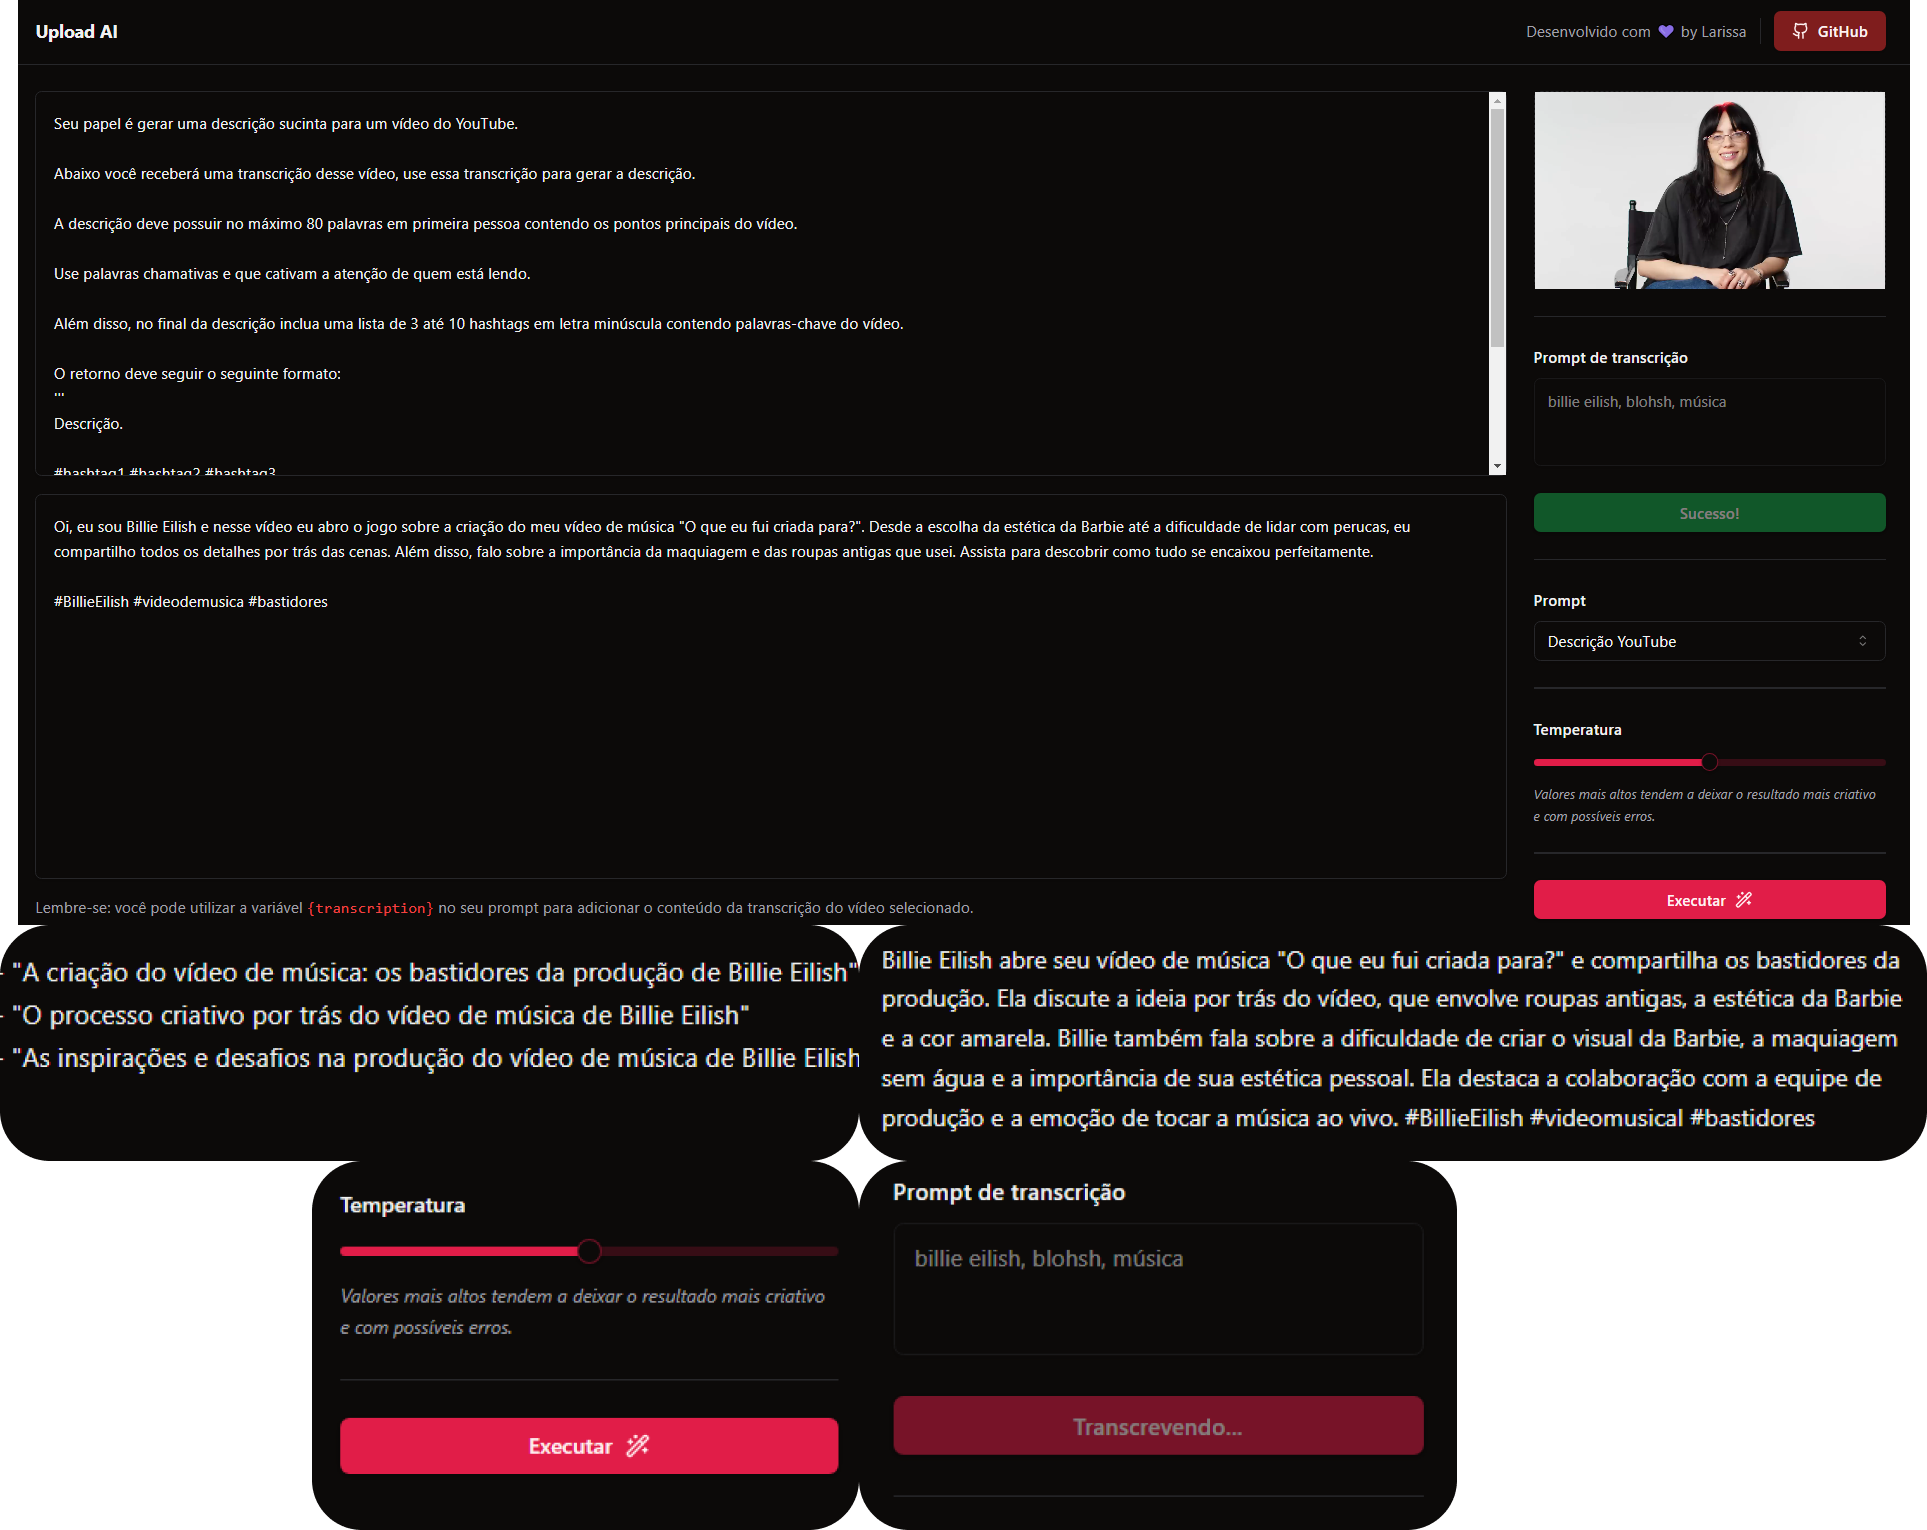 Upload AI
Desenvolvido com by Larissa
GitHub
Seu papel é gerar uma descrição sucinta para um vídeo do YouTube.
Abaixo você receberá uma transcrição desse vídeo, use essa transcrição para gerar a descrição.
A descrição deve possuir no máximo 80 palavras em primeira pessoa contendo os pontos principais do vídeo.
Use palavras chamativas e que cativam a atenção de quem está lendo.
Além disso, no final da descrição inclua uma lista de 3 até 10 hashtags em letra minúscula contendo palavras-chave do vídeo.
O retorno deve seguir o seguinte formato:
'''
Descrição.
#hashtag1 #hashtag2 #hashtag3
Oi, eu sou Billie Eilish e nesse vídeo eu abro o jogo sobre a criação do meu vídeo de música "O que eu fui criada para?". Desde a escolha da estética da Barbie até a dificuldade de lidar com perucas, eu
compartilho todos os detalhes por trás das cenas. Além disso, falo sobre a importância da maquiagem e das roupas antigas que usei. Assista para descobrir como tudo se encaixou perfeitamente.
#BillieEilish #videodemusica #bastidores
Lembre-se: você pode utilizar a variável {transcription} no seu prompt para adicionar o conteúdo da transcrição do vídeo selecionado.
Prompt de transcrição
billie eilish, blohsh, música
Sucesso!
Prompt
Descrição YouTube
Temperatura
Valores mais altos tendem a deixar o resultado mais criativo
e com possíveis erros.
Executar
- "A criação do vídeo de música: os bastidores da produção de Billie Eilish"
- "O processo criativo por trás do vídeo de música de Billie Eilish"
- "As inspirações e desafios na produção do vídeo de música de Billie Eilish
Billie Eilish abre seu vídeo de música "O que eu fui criada para?" e compartilha os bastidores da
produção. Ela discute a ideia por trás do vídeo, que envolve roupas antigas, a estética da Barbie
e a cor amarela. Billie também fala sobre a dificuldade de criar o visual da Barbie, a maquiagem
sem água e a importância de sua estética pessoal. Ela destaca a colaboração com a equipe de
produção e a emoção de tocar a música ao vivo. #BillieEilish #videomusical #bastidores
Temperatura
Valores mais altos tendem a deixar o resultado mais criativo
e com possíveis erros.
Executar
Prompt de transcrição
billie eilish, blohsh, música
Transcrevendo...